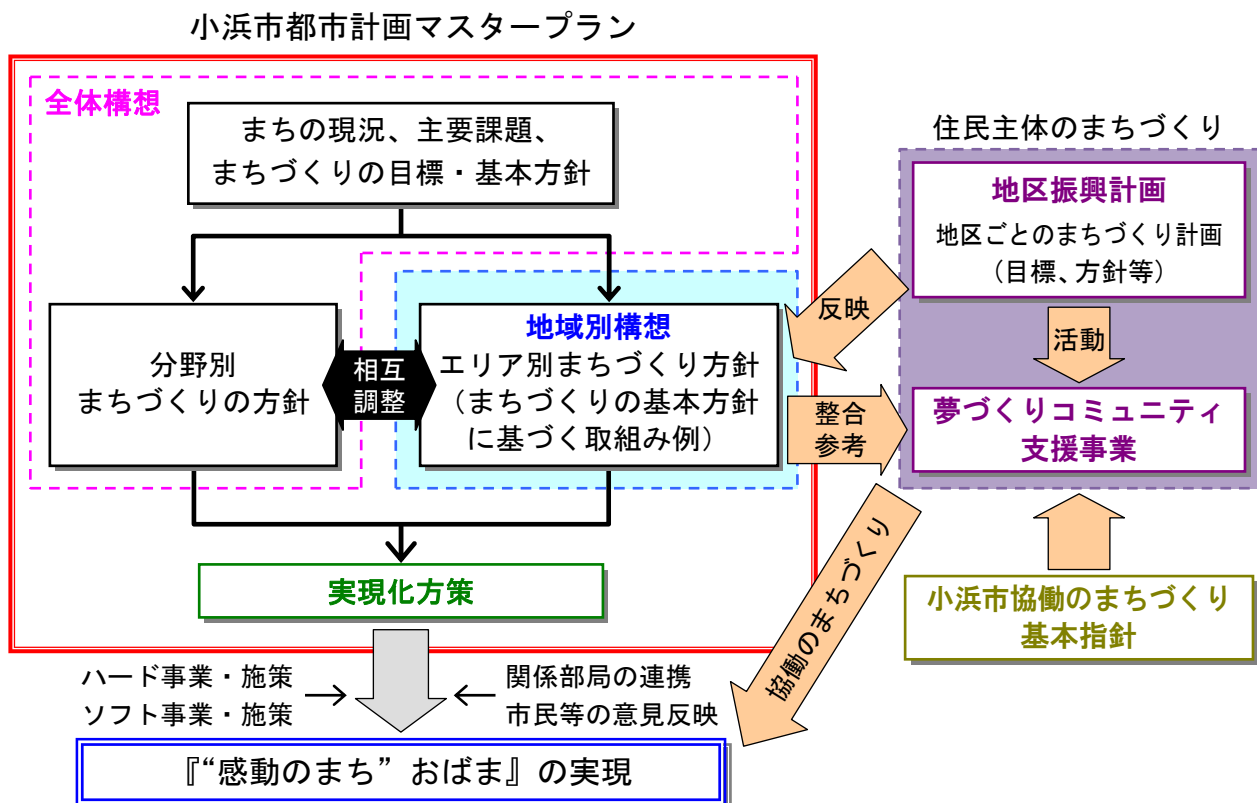 小浜市都市計画マスタープラン
全体構想
まちの現況、主要課題、
まちづくりの目標・基本方針
分野別
まちづくりの方針
相互
調整
地域別構想
エリア別まちづくり方針
(まちづくりの基本方針
に基づく取組み例)
実現化方策
ハード事業・施策
ソフト事業・施策
関係部局の連携
市民等の意見反映
『“感動のまち”おばま』の実現
住民主体のまちづくり
地区振興計画
地区ごとのまちづくり計画
(目標、方針等)
反映
活動
整合
参考
夢づくりコミュニティ
支援事業
協働のまちづくり
小浜市協働のまちづくり
基本指針